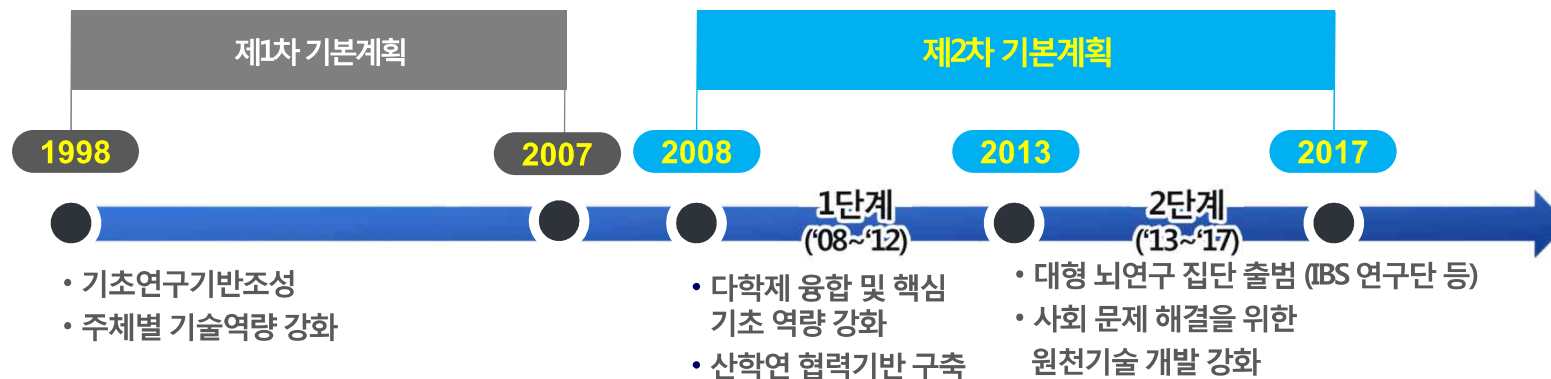 제1차 기본계획
제2차 기본계획
1998
2007
2008
2013
2017
1단계
('08~'12)
2단계
('13~'17)
• 기초연구기반조성
• 주체별 기술역량 강화
• 다학제 융합 및 핵심
기초 역량 강화
• 산학연 협력기반 구축
• 대형 뇌연구 집단 출범 (IBS 연구단 등)
• 사회 문제 해결을 위한
원천기술 개발 강화